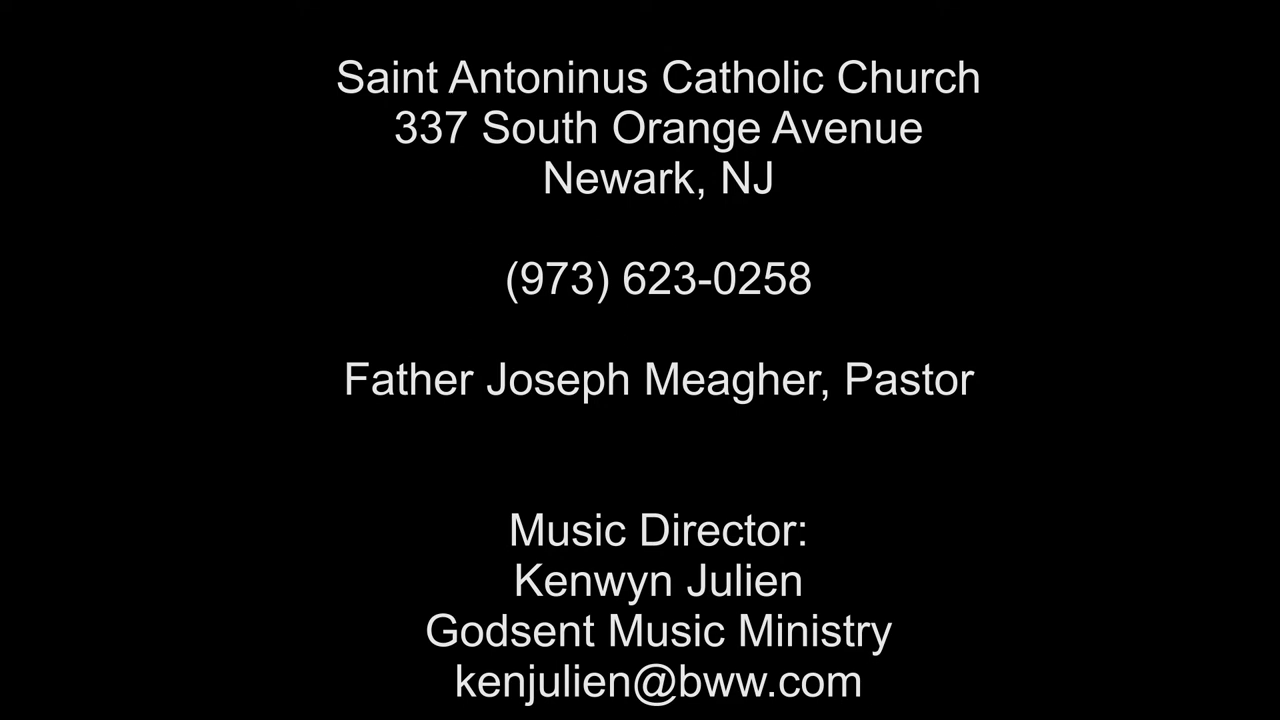 Saint Antoninus Catholic Church
337 South Orange Avenue
Newark, NJ
(973) 623-0258
Father Joseph Meagher, Pastor
Music Director:
Kenwyn Julien
Godsent Music Ministry
kenjulien@bww.com